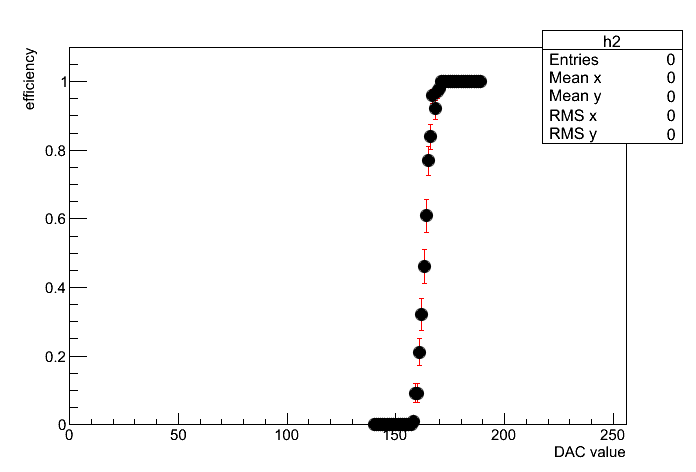 h2
Entries 0
Mean x 0
Mean y 0
RMS x 0
RMS y 0
efficiency
1
0.8
0.6
0.4
0.2
0
0 50 100 150 200 250
DAC value